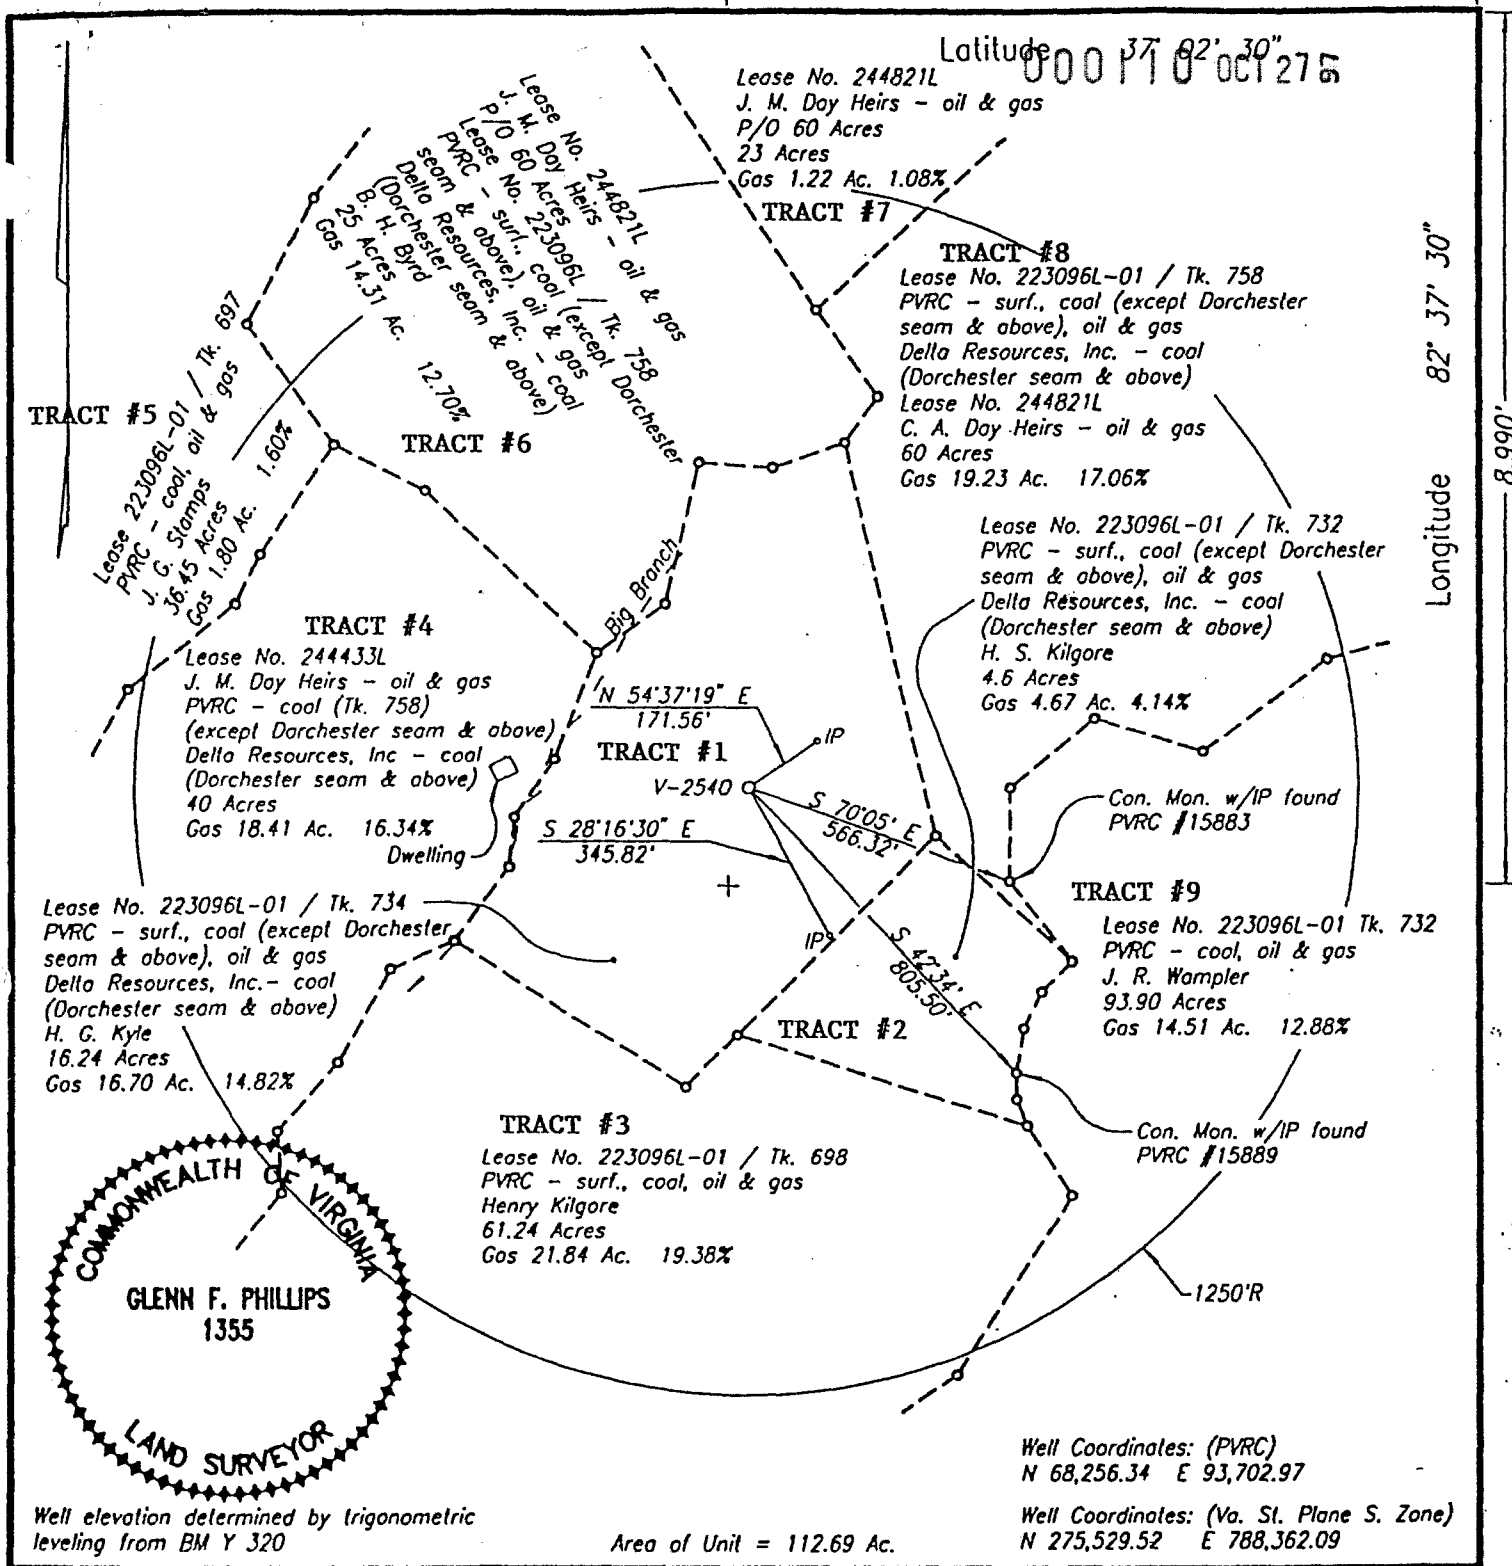 Latitude 37° 02' 30"
000110 OCT 27
Lease No. 244821L
J. M. Day Heirs - oil & gas
P/O 60 Acres
23 Acres
Gas 1.22 Ac. 1.08%
TRACT #7
Lease No. 244821L
J. M. Day Heirs - oil & gas
P/O 60 Acres
Lease No. 223096L / Tk. 758
PVRC - surf., coal (except Dorchester
seam & above), oil & gas
Delta Resources, Inc. - coal
(Dorchester seam & above)
B. H. Byrd
25 Acres
Gas 14.31 Ac. 12.70%
TRACT #6
TRACT #8
Lease No. 223096L-01 / Tk. 758
PVRC - surf., coal (except Dorchester
seam & above), oil & gas
Delta Resources, Inc. - coal
(Dorchester seam & above)
Lease No. 244821L
C. A. Day Heirs - oil & gas
60 Acres
Gas 19.23 Ac. 17.06%
Longitude 82° 37' 30"
8,990'
TRACT #5
Lease 223096L-01 / Tk. 697
PVRC - coal, oil & gas
J. G. Stamps
36.45 Acres
Gas 1.80 Ac. 1.60%
Lease No. 223096L-01 / Tk. 732
PVRC - surf., coal (except Dorchester
seam & above), oil & gas
Delta Resources, Inc. - coal
(Dorchester seam & above)
H. S. Kilgore
4.6 Acres
Gas 4.67 Ac. 4.14%
Big Branch
TRACT #4
Lease No. 244433L
J. M. Day Heirs - oil & gas
PVRC - coal (Tk. 758)
(except Dorchester seam & above)
Delta Resources, Inc - coal
(Dorchester seam & above)
40 Acres
Gas 18.41 Ac. 16.34%
Dwelling
N 54°37'19" E
171.56'
IP
TRACT #1
V-2540
S 70°05' E
566.32'
S 28°16'30" E
345.82'
IP
S 42°34' E
805.50'
Con. Mon. w/IP found
PVRC #15883
TRACT #9
Lease No. 223096L-01 Tk. 732
PVRC - coal, oil & gas
J. R. Wampler
93.90 Acres
Gas 14.51 Ac. 12.88%
Lease No. 223096L-01 / Tk. 734
PVRC - surf., coal (except Dorchester
seam & above), oil & gas
Delta Resources, Inc.- coal
(Dorchester seam & above)
H. G. Kyle
16.24 Acres
Gas 16.70 Ac. 14.82%
TRACT #2
TRACT #3
Lease No. 223096L-01 / Tk. 698
PVRC - surf., coal, oil & gas
Henry Kilgore
61.24 Acres
Gas 21.84 Ac. 19.38%
Con. Mon. w/IP found
PVRC #15889
1250'R
COMMONWEALTH OF VIRGINIA
GLENN F. PHILLIPS
1355
LAND SURVEYOR
Well Coordinates: (PVRC)
N 68,256.34 E 93,702.97
Well elevation determined by trigonometric
leveling from BM Y 320
Area of Unit = 112.69 Ac.
Well Coordinates: (Va. St. Plane S. Zone)
N 275,529.52 E 788,362.09